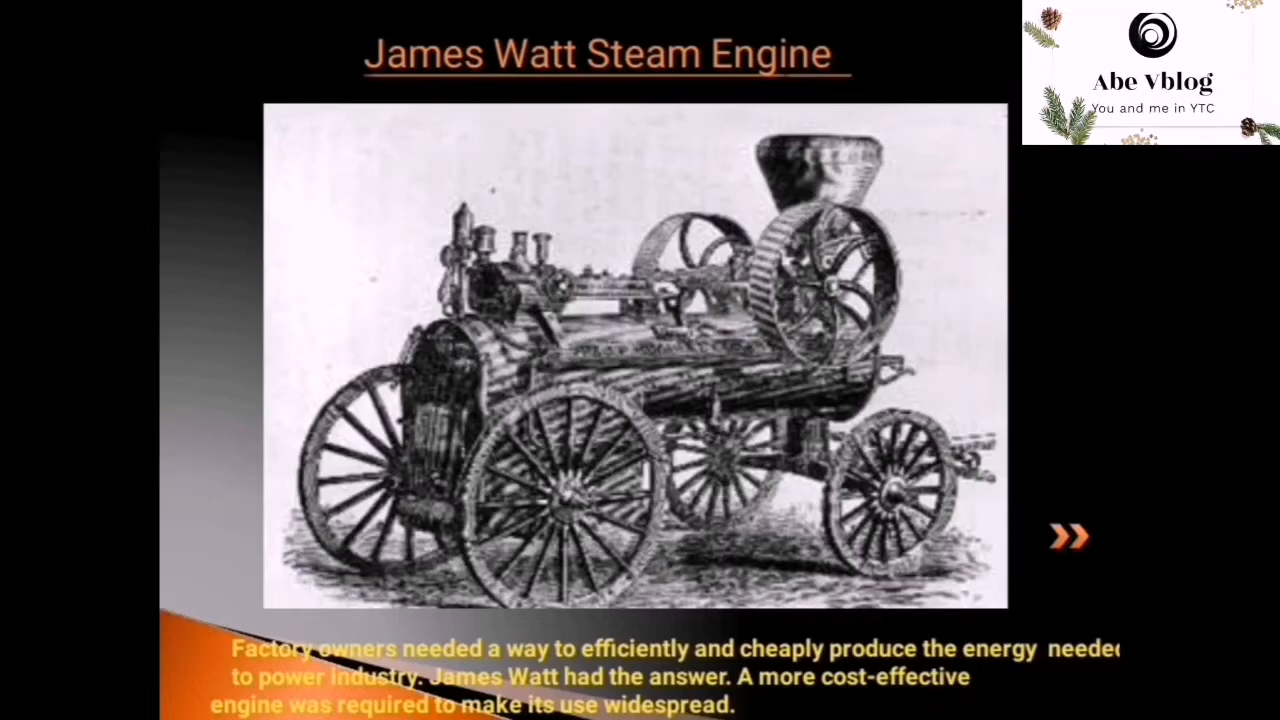 James Watt Steam Engine
Abe Vblog
You and me in YTC
Factory owners needed a way to efficiently and cheaply produce the energy needed
to power industry. James Watt had the answer. A more cost-effective
engine was required to make its use widespread.